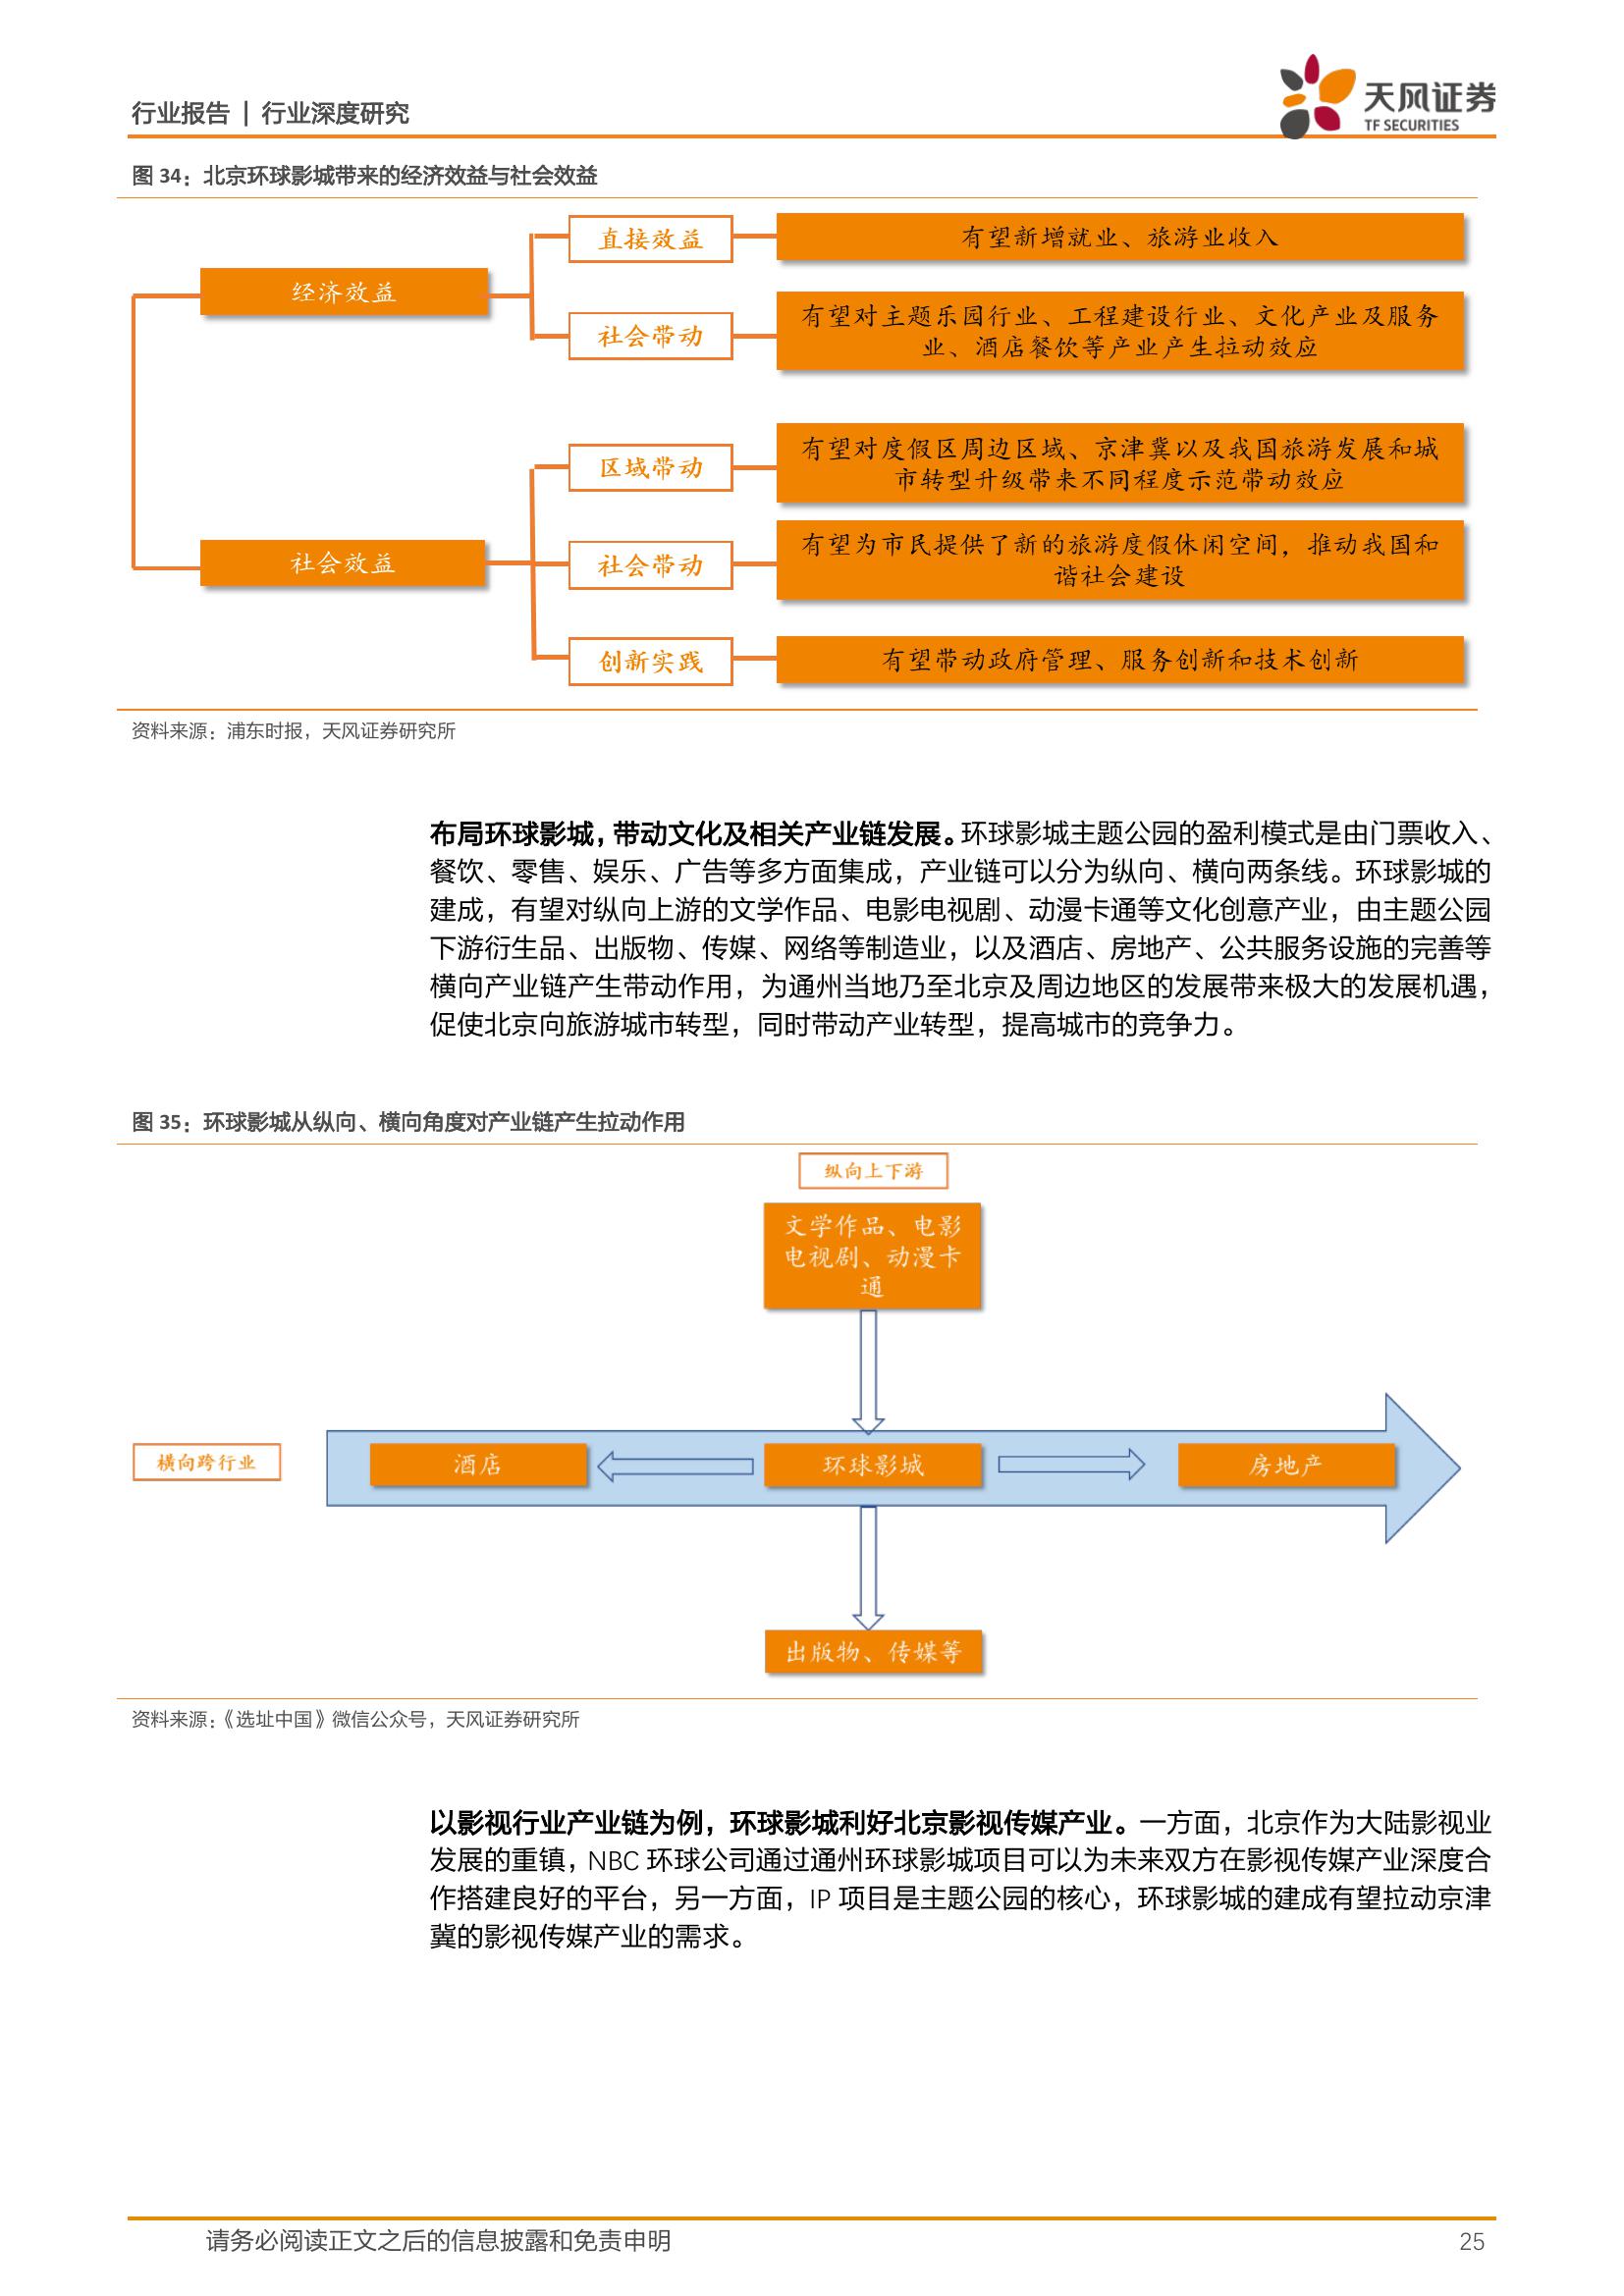 行业报告 | 行业深度研究
天风证券
TF SECURITIES
图 34：北京环球影城带来的经济效益与社会效益
直接效益
有望新增就业、旅游业收入
经济效益
社会带动
有望对主题乐园行业、工程建设行业、文化产业及服务
业、酒店餐饮等产业产生拉动效应
区域带动
有望对度假区周边区域、京津冀以及我国旅游发展和城
市转型升级带来不同程度示范带动效应
社会效益
社会带动
有望为市民提供了新的旅游度假休闲空间，推动我国和
谐社会建设
创新实践
有望带动政府管理、服务创新和技术创新
资料来源：浦东时报，天风证券研究所
布局环球影城，带动文化及相关产业链发展。环球影城主题公园的盈利模式是由门票收入、
餐饮、零售、娱乐、广告等多方面集成，产业链可以分为纵向、横向两条线。环球影城的
建成，有望对纵向上游的文学作品、电影电视剧、动漫卡通等文化创意产业，由主题公园
下游衍生品、出版物、传媒、网络等制造业，以及酒店、房地产、公共服务设施的完善等
横向产业链产生带动作用，为通州当地乃至北京及周边地区的发展带来极大的发展机遇，
促使北京向旅游城市转型，同时带动产业转型，提高城市的竞争力。
图 35：环球影城从纵向、横向角度对产业链产生拉动作用
纵向上下游
文学作品、电影
电视剧、动漫卡
通
横向跨行业
酒店
环球影城
房地产
出版物、传媒等
资料来源：《选址中国》微信公众号，天风证券研究所
以影视行业产业链为例，环球影城利好北京影视传媒产业。一方面，北京作为大陆影视业
发展的重镇，NBC 环球公司通过通州环球影城项目可以为未来双方在影视传媒产业深度合
作搭建良好的平台，另一方面，IP 项目是主题公园的核心，环球影城的建成有望拉动京津
冀的影视传媒产业的需求。
请务必阅读正文之后的信息披露和免责申明
25